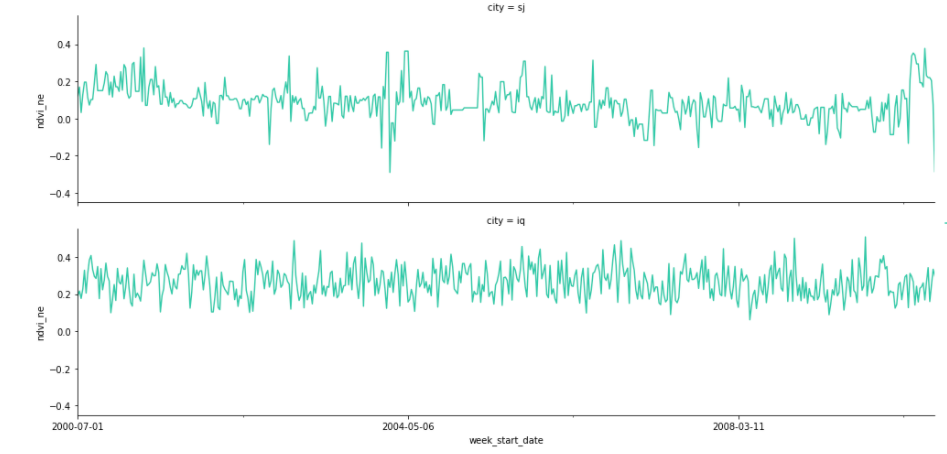 city = sj
0.4
0.2
0.0
−0.2
−0.4
ndvi_ne
city = iq
0.4
0.2
0.0
−0.2
−0.4
ndvi_ne
2000-07-01 2004-05-06 2008-03-11
week_start_date